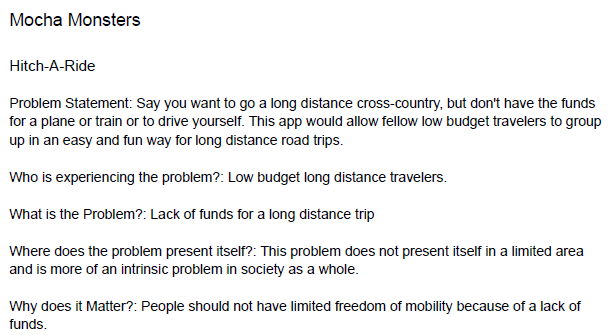 Mocha Monsters
Hitch-A-Ride
Problem Statement: Say you want to go a long distance cross-country, but don't have the funds
for a plane or train or to drive yourself. This app would allow fellow low budget travelers to group
up in an easy and fun way for long distance road trips.
Who is experiencing the problem?: Low budget long distance travelers.
What is the Problem?: Lack of funds for a long distance trip
Where does the problem present itself?: This problem does not present itself in a limited area
and is more of an intrinsic problem in society as a whole.
Why does it Matter?: People should not have limited freedom of mobility because of a lack of
funds.